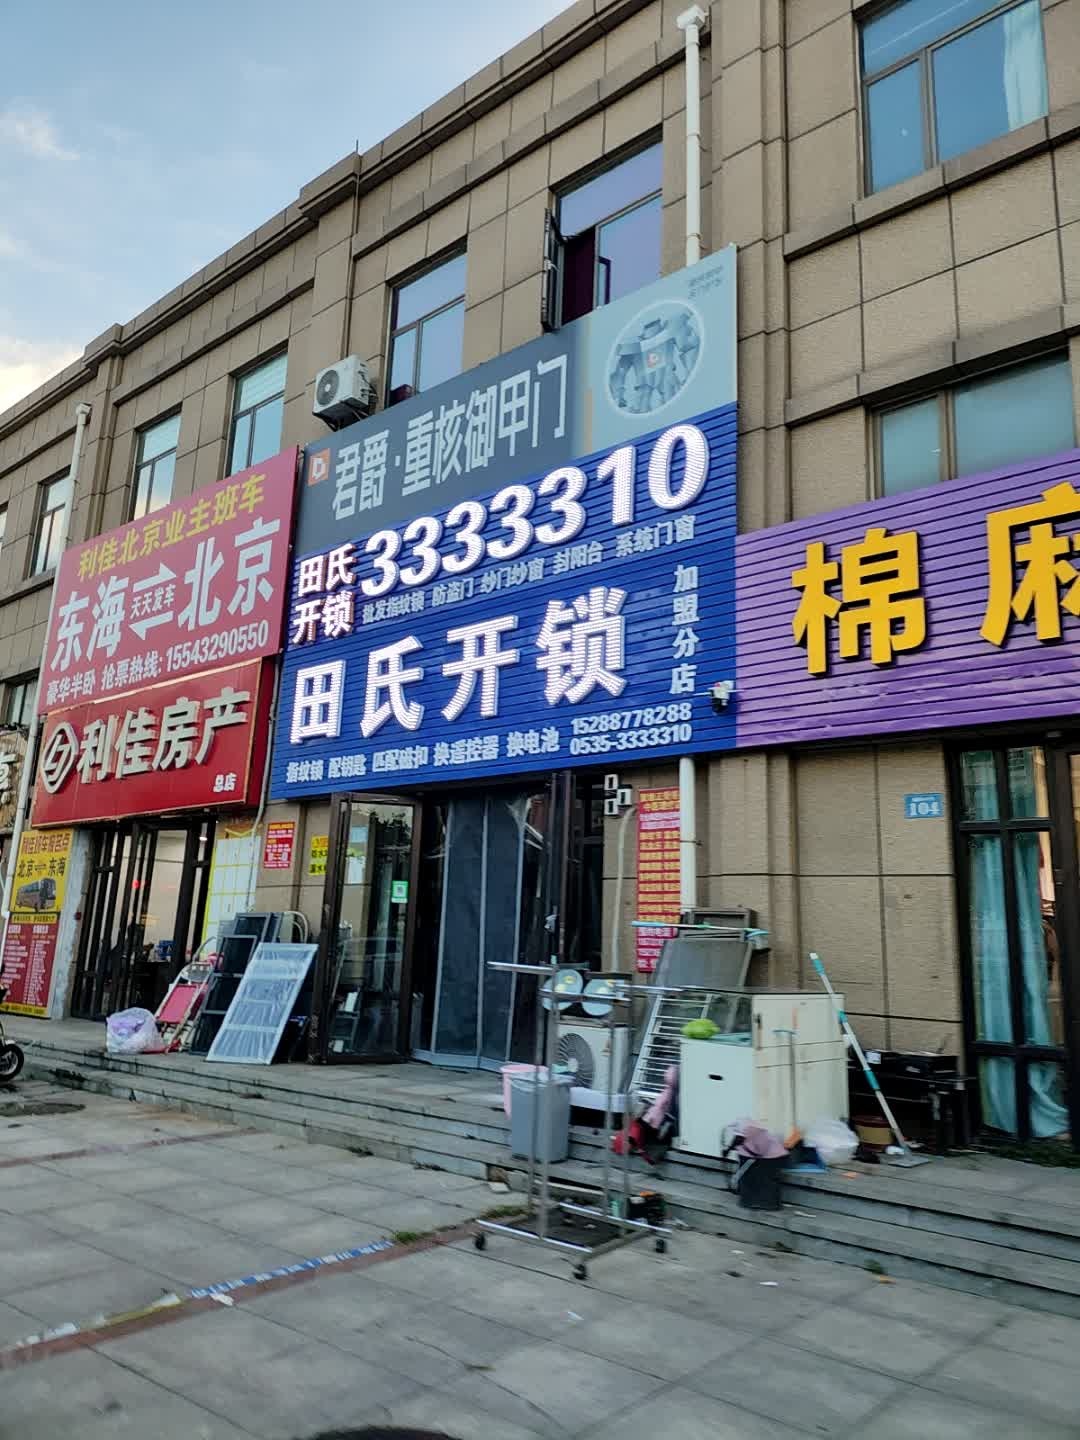 君爵·重核御甲门
田氏
开锁
3333310
批发指纹锁 防盗门 纱门纱窗 封阳台 系统门窗
田氏开锁
加盟分店
指纹锁 配钥匙 匹配磁扣 换遥控器 换电池
15288778288
0535-3333310
利佳北京业主班车
东海⇌北京
天天发车
豪华半卧 抢票热线:15543290550
利佳房产
总店
北京
东海
棉麻
104